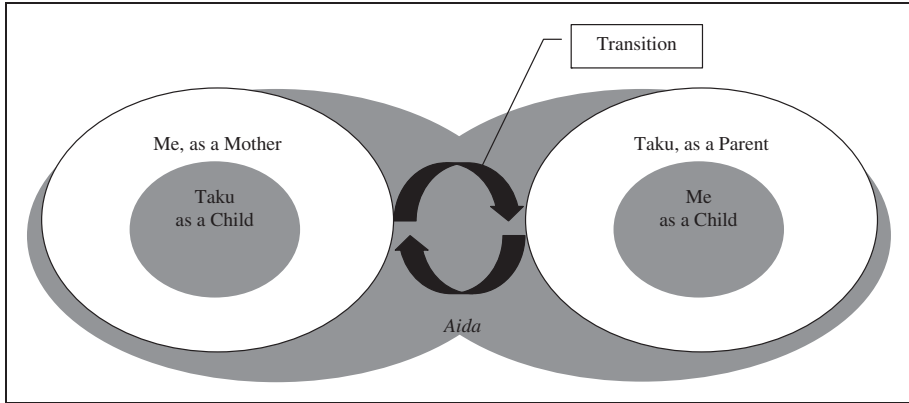 Transition
Me, as a Mother
Taku
as a Child
Taku, as a Parent
Me
as a Child
Aida